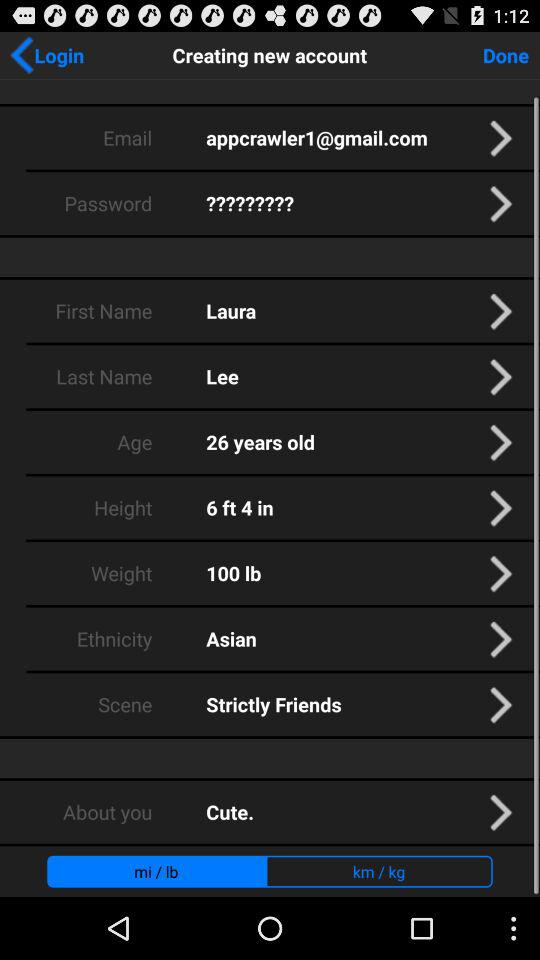 1:12
Login Creating new account Done
Email appcrawler1@gmail.com
Password ?????????
First Name Laura
Last Name Lee
Age 26 years old
Height 6 ft 4 in
Weight 100 lb
Ethnicity Asian
Scene Strictly Friends
About you Cute.
mi / lb km / kg